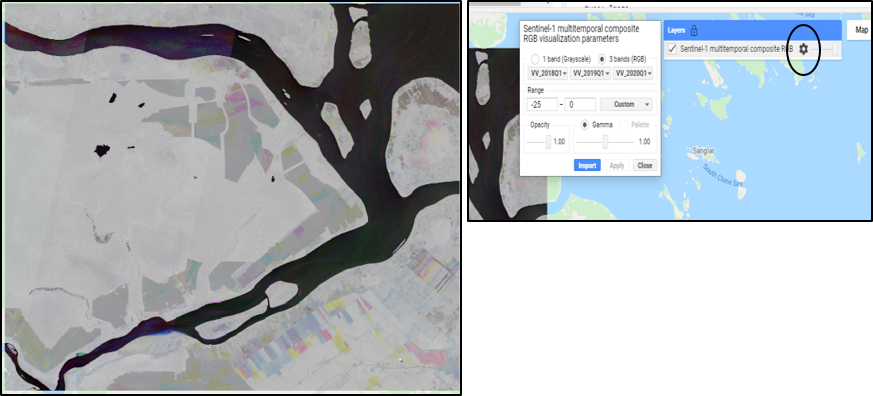 Sentinel-1 multitemporal composite
RGB visualization parameters
1 band (Grayscale) 3 bands (RGB)
VV_2018Q1 VV_2019Q1 VV_2020Q1
Range
-25 – 0 Custom
Opacity Gamma Palette
1.00 1.00
Import Apply Close
Layers
Sentinel-1 multitemporal composite RGB
Map
Sanglar
South China Sea